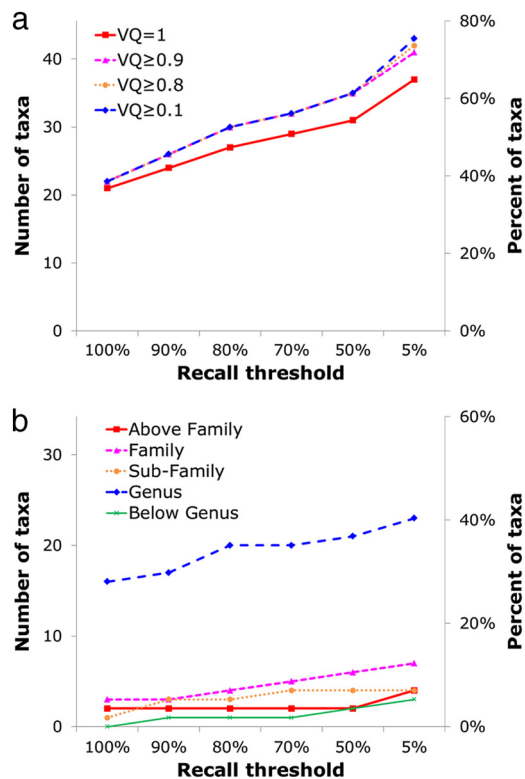 a
VQ=1
VQ≥0.9
VQ≥0.8
VQ≥0.1
Number of taxa
40
30
20
10
0
80%
60%
40%
20%
0%
Percent of taxa
100% 90% 80% 70% 50% 5%
Recall threshold
b
Above Family
Family
Sub-Family
Genus
Below Genus
Number of taxa
30
20
10
0
60%
40%
20%
0%
Percent of taxa
100% 90% 80% 70% 50% 5%
Recall threshold